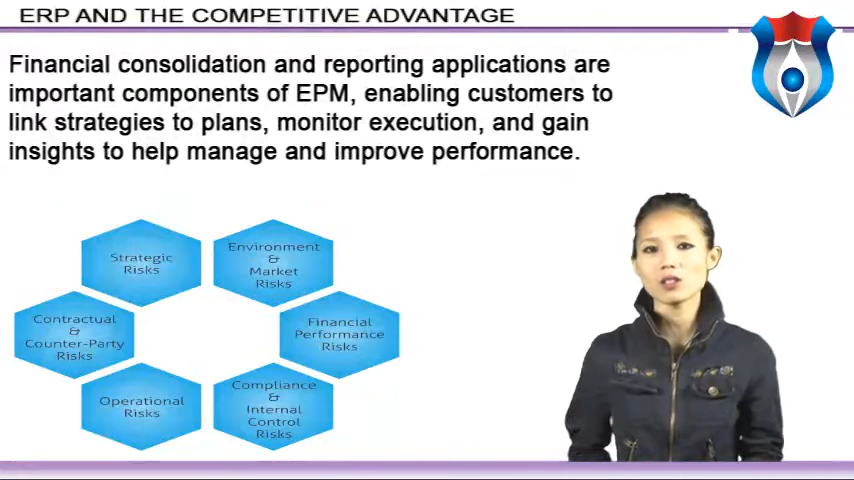 ERP AND THE COMPETITIVE ADVANTAGE
Financial consolidation and reporting applications are
important components of EPM, enabling customers to
link strategies to plans, monitor execution, and gain
insights to help manage and improve performance.
Strategic
Risks
Environment
&
Market
Risks
Contractual
&
Counter-Party
Risks
Financial
Performance
Risks
Operational
Risks
Compliance
&
Internal
Control
Risks